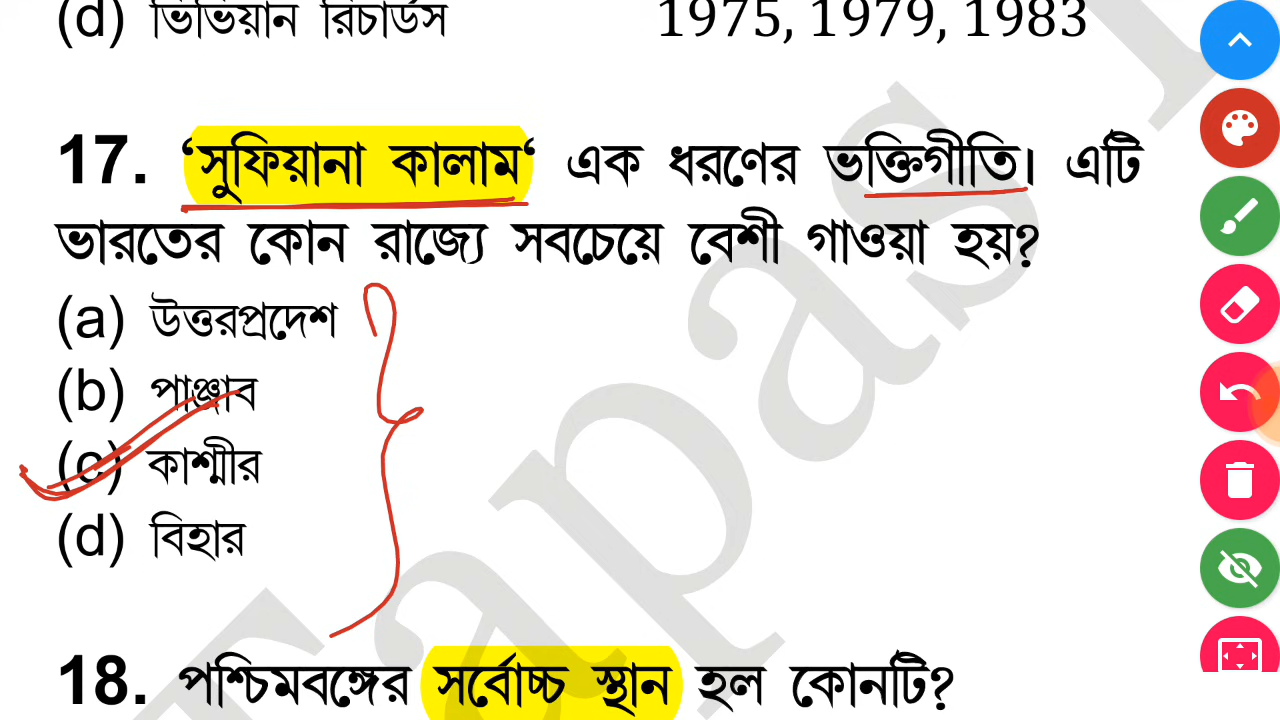 (d) ভিভিয়ান রিচার্ডস 1975, 1979, 1983
17. ‘সুফিয়ানা কালাম‘ এক ধরণের ভক্তিগীতি। এটি
ভারতের কোন রাজ্যে সবচেয়ে বেশী গাওয়া হয়?
(a) উত্তরপ্রদেশ
(b) পাঞ্জাব
(c) কাশ্মীর
(d) বিহার
18. পশ্চিমবঙ্গের সর্বোচ্চ স্থান হল কোনটি?
Tapas